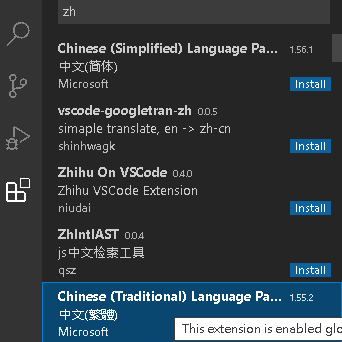 zh
Chinese (Simplified) Language Pa... 1.56.1
中文(简体)
Microsoft Install
vscode-googletran-zh 0.0.5
simaple translate, en -> zh-cn
shinhwagk Install
Zhihu On VSCode 0.4.0
Zhihu VSCode Extension
niudai Install
ZhIntlAST 0.0.4
js中文检索工具
qsz Install
Chinese (Traditional) Language Pa... 1.55.2
中文(繁體)
Microsoft
This extension is enabled glo